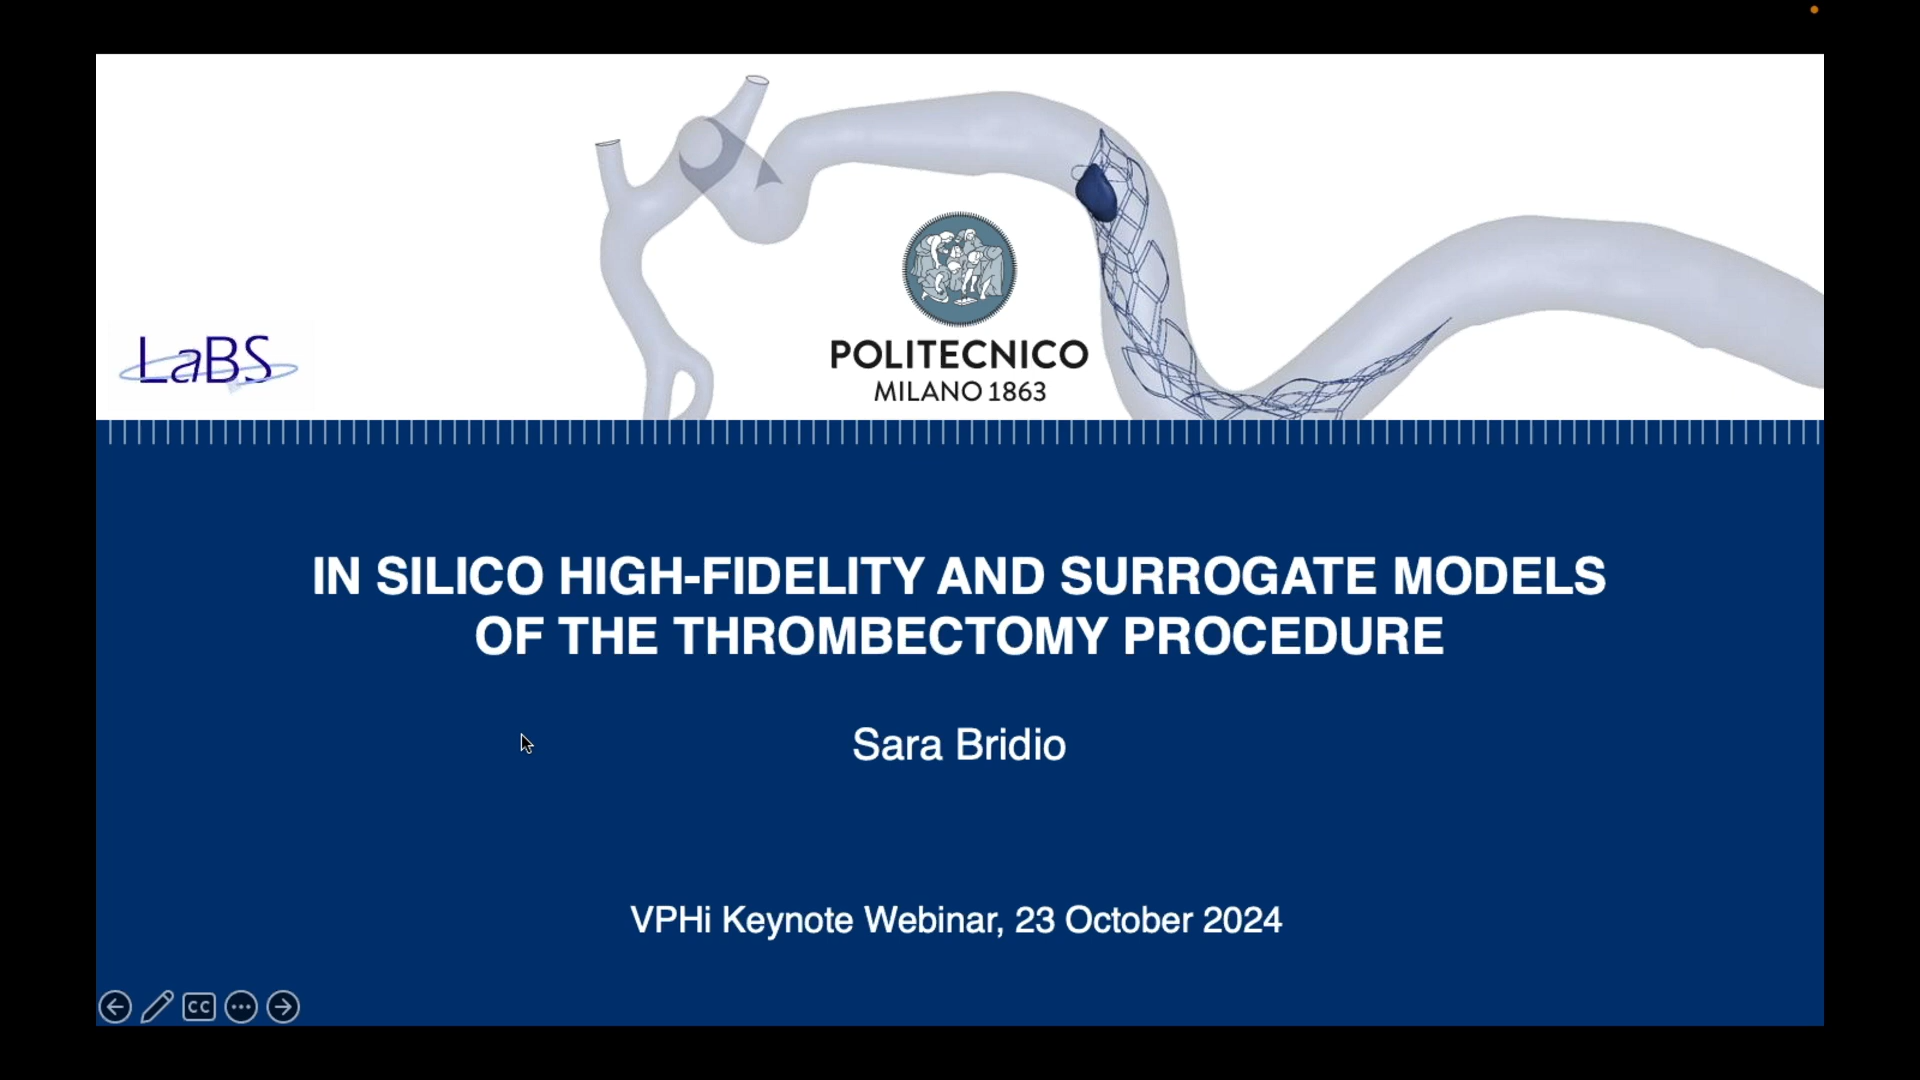 LaBS
POLITECNICO
MILANO 1863
IN SILICO HIGH-FIDELITY AND SURROGATE MODELS
OF THE THROMBECTOMY PROCEDURE
Sara Bridio
VPHi Keynote Webinar, 23 October 2024
CC